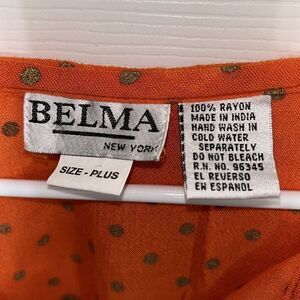 BELMA
NEW YORK
SIZE - PLUS
100% RAYON
MADE IN INDIA
HAND WASH IN
COLD WATER
SEPARATELY
DO NOT BLEACH
R.N. NO. 96345
EL REVERSO
EN ESPANOL